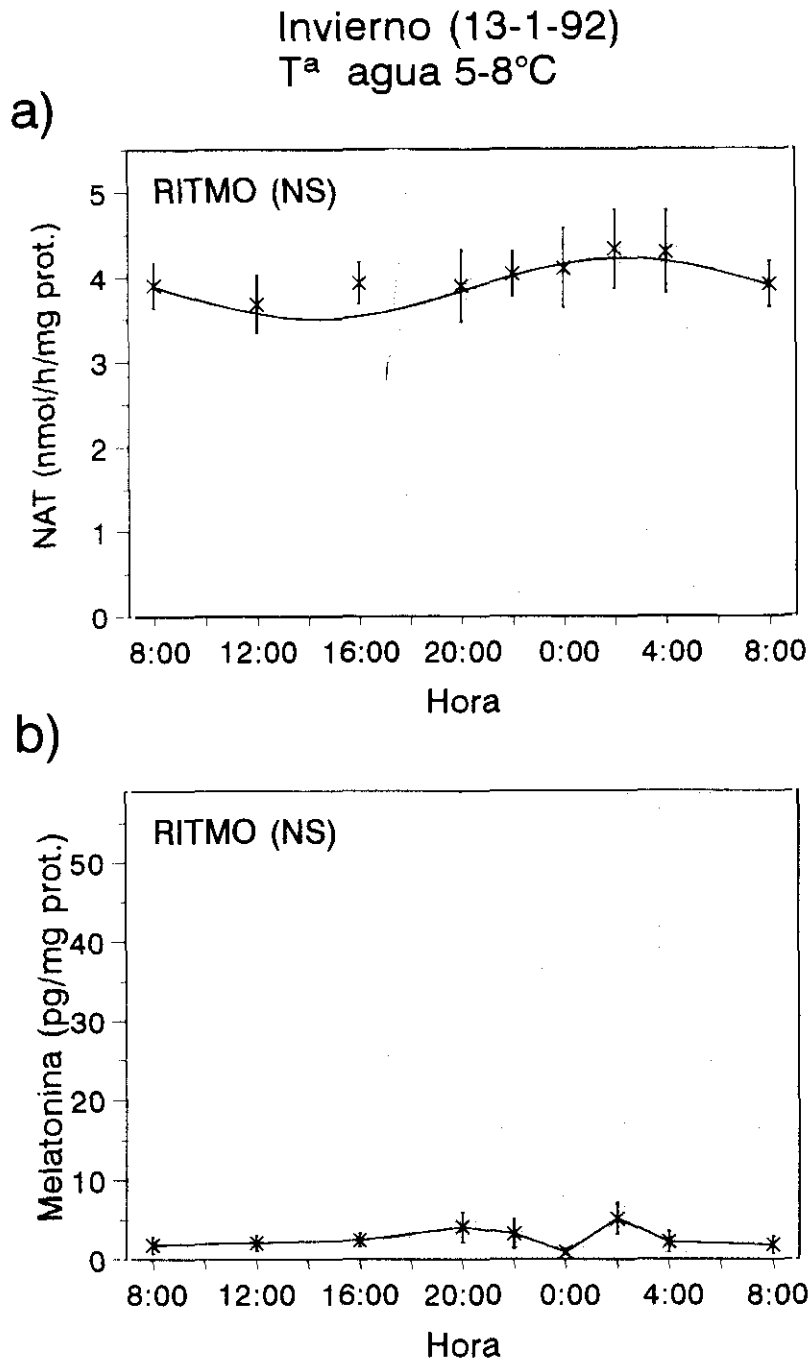 Invierno (13-1-92)
Tª agua 5-8°C
a)
RITMO (NS)
NAT (nmol/h/mg prot.)
5
4
3
2
1
0
8:00 12:00 16:00 20:00 0:00 4:00 8:00
Hora
b)
RITMO (NS)
Melatonina (pg/mg prot.)
50
40
30
20
10
0
8:00 12:00 16:00 20:00 0:00 4:00 8:00
Hora